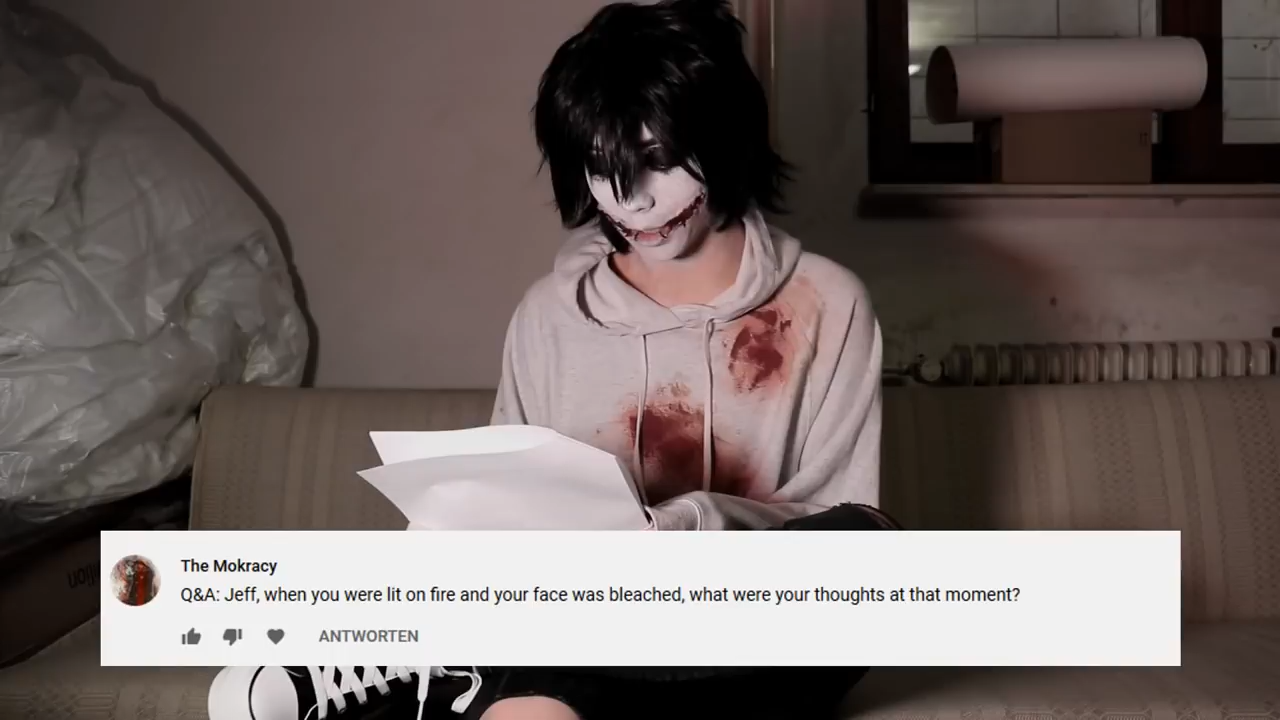 The Mokracy
Q&A: Jeff, when you were lit on fire and your face was bleached, what were your thoughts at that moment?
ANTWORTEN